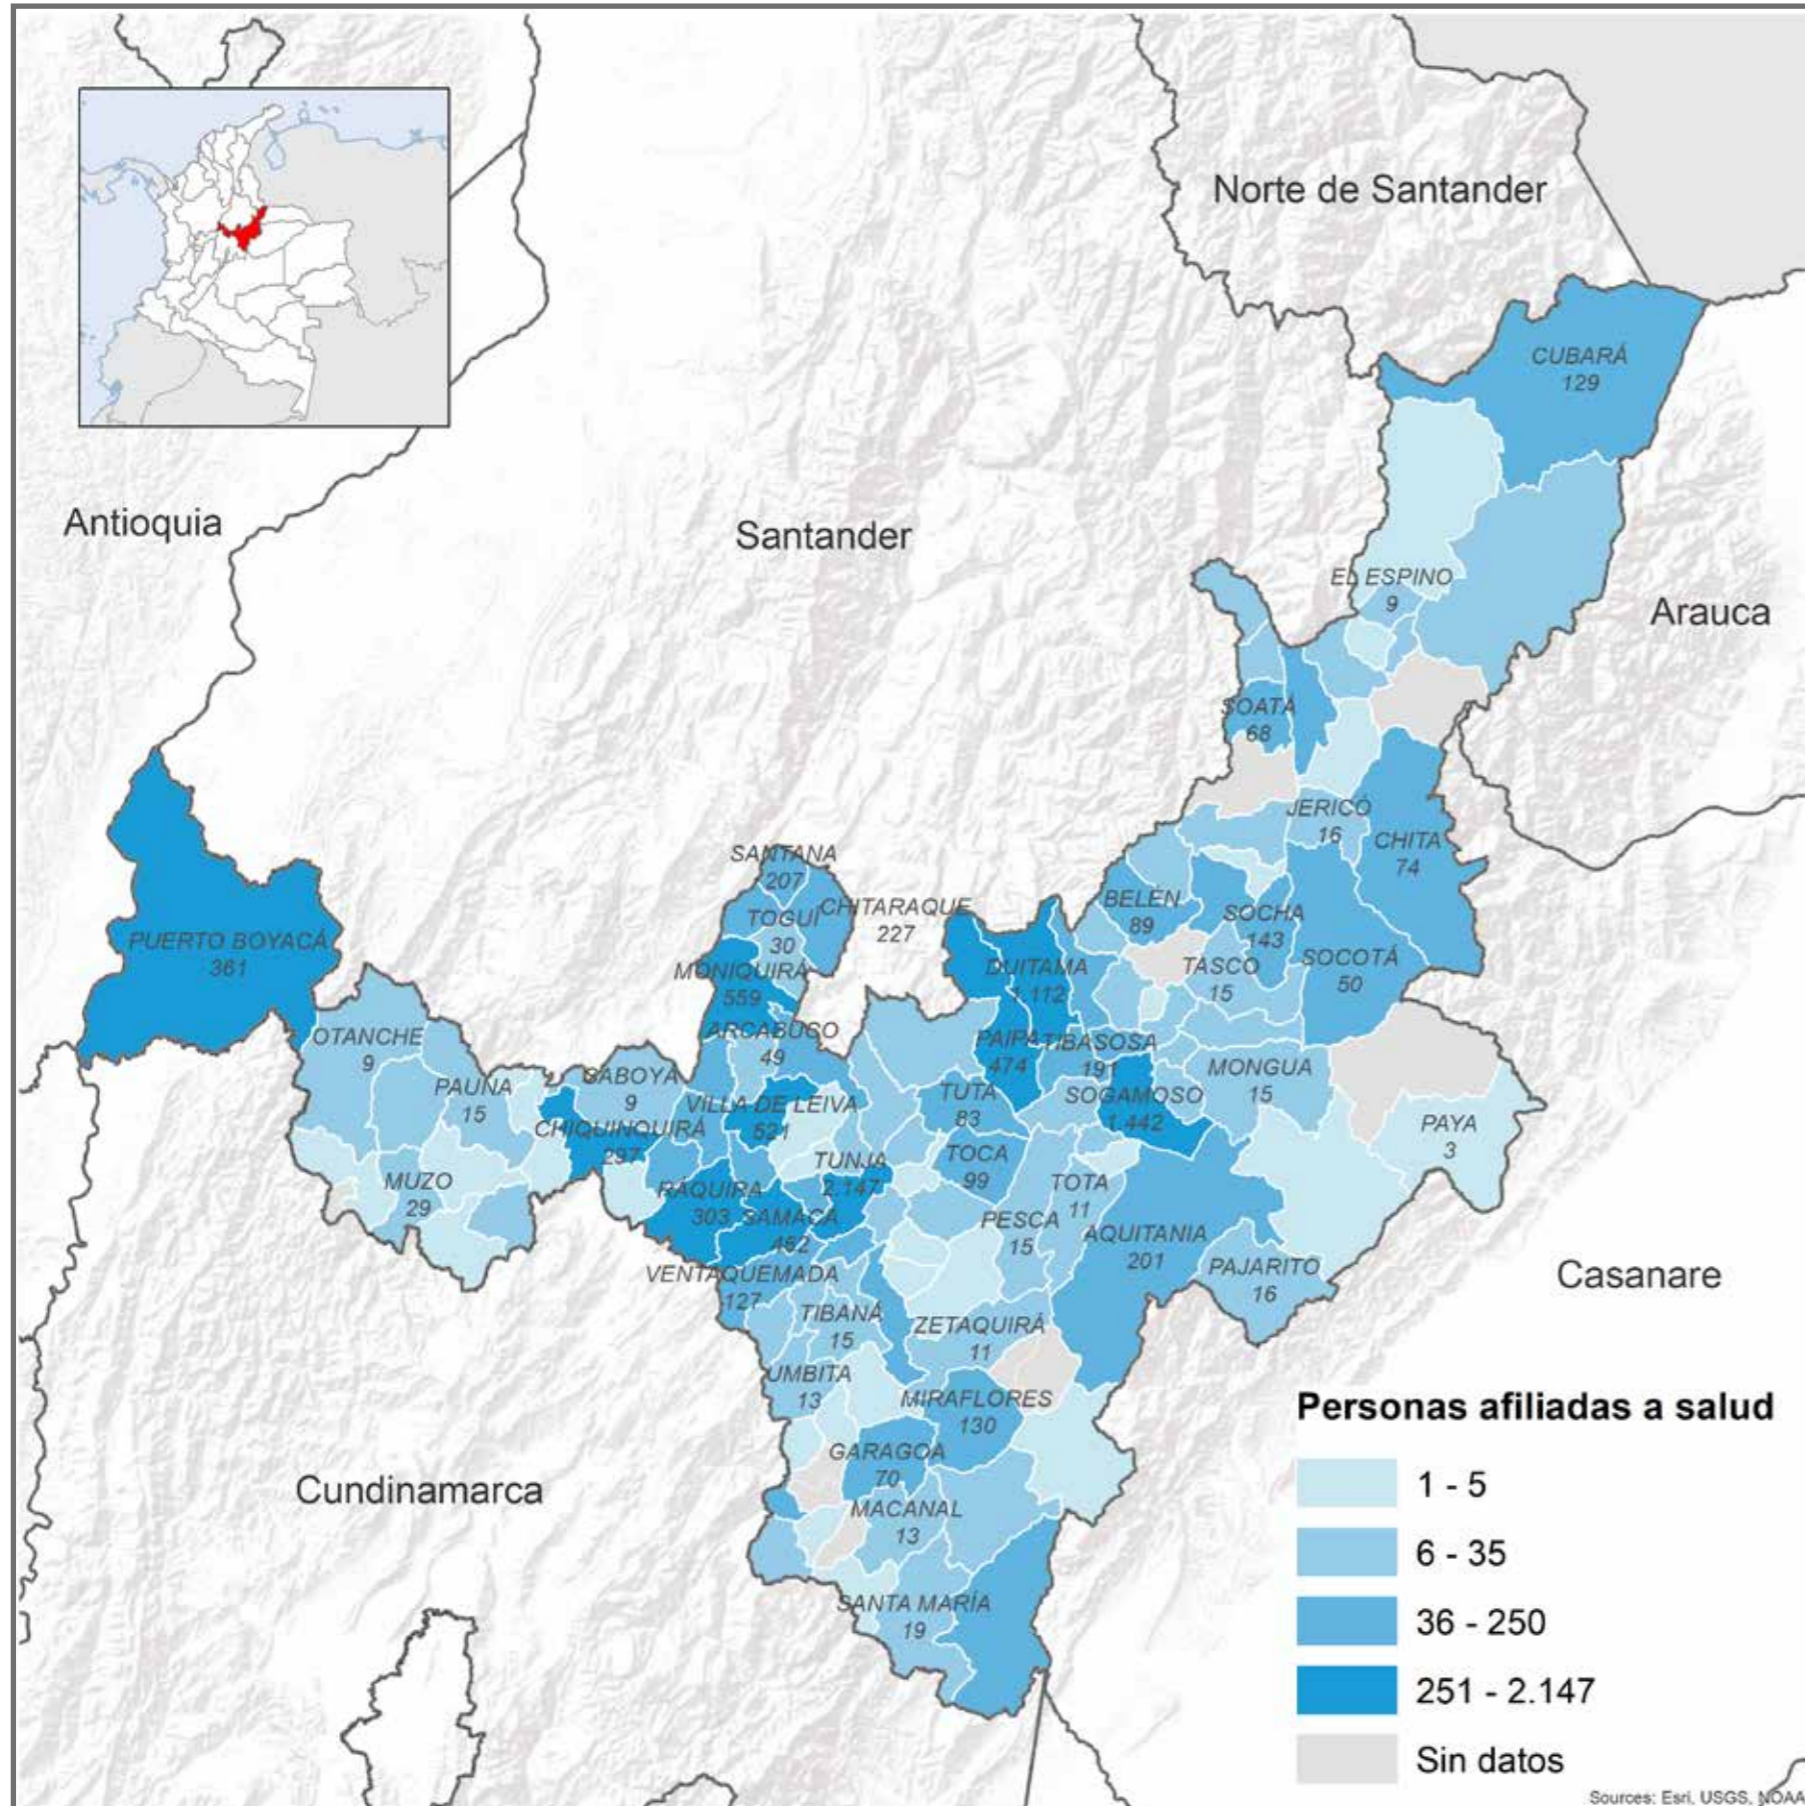 Norte de Santander
CUBARÁ
129
Antioquia
Santander
EL ESPINO
9
Arauca
SOATÁ
68
JERICÓ
16
CHITA
74
SANTANA
207
CHITARAQUE
227
TOGUÍ
30
BELÉN
89
SOCHA
143
PUERTO BOYACÁ
361
MONIQUIRÁ
559
DUITAMA
1.112
TASCO
15
SOCOTÁ
50
OTANCHE
9
ARCABUCO
49
PAIPA
474
TIBASOSA
191
MONGUA
15
PAUNA
15
SABOYÁ
9
VILLA DE LEIVA
521
TUTA
83
SOGAMOSO
1.442
CHIQUINQUIRÁ
297
PAYA
3
MUZO
29
TUNJA
2.147
TOCA
99
TOTA
11
RÁQUIRA
303
SAMACÁ
462
PESCA
15
AQUITANIA
201
PAJARITO
16
VENTAQUEMADA
127
Casanare
TIBANÁ
15
ZETAQUIRÁ
11
UMBITA
13
MIRAFLORES
130
GARAGOA
70
Cundinamarca
MACANAL
13
SANTA MARÍA
19
Personas afiliadas a salud
1 - 5
6 - 35
36 - 250
251 - 2.147
Sin datos
Sources: Esri, USGS, NOAA